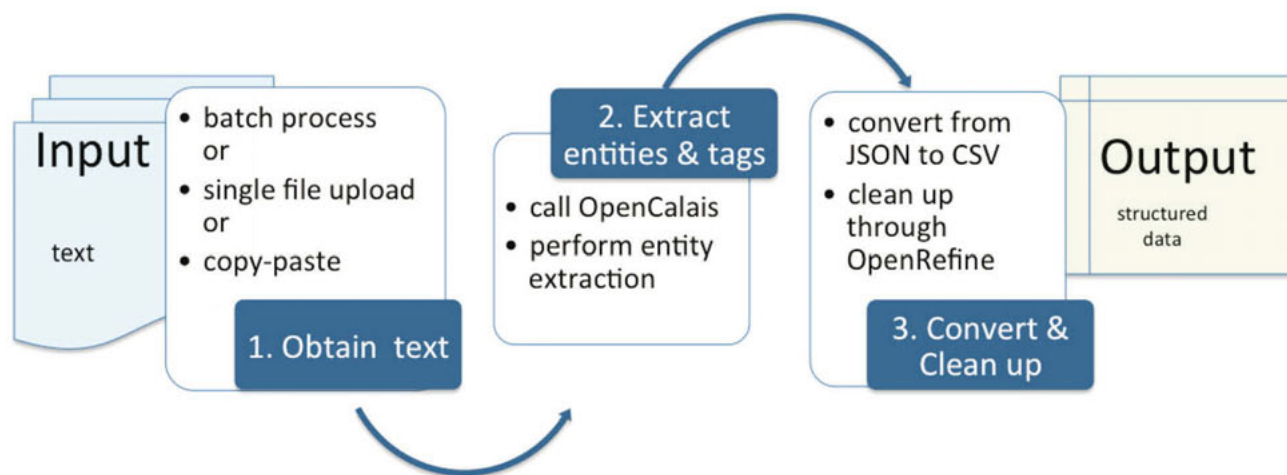 Input
text
• batch process
or
• single file upload
or
• copy-paste
1. Obtain text
2. Extract
entities & tags
• call OpenCalais
• perform entity
extraction
• convert from
JSON to CSV
• clean up
through
OpenRefine
3. Convert &
Clean up
Output
structured
data